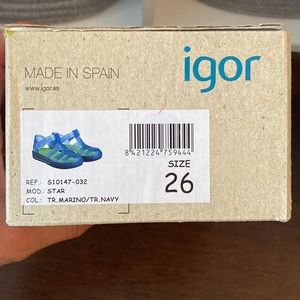 MADE IN SPAIN
www.igor.es
igor
8 421224 759444
SIZE
26
REF.: S10147-032
MOD.: STAR
COL.: TR.MARINO/TR.NAVY